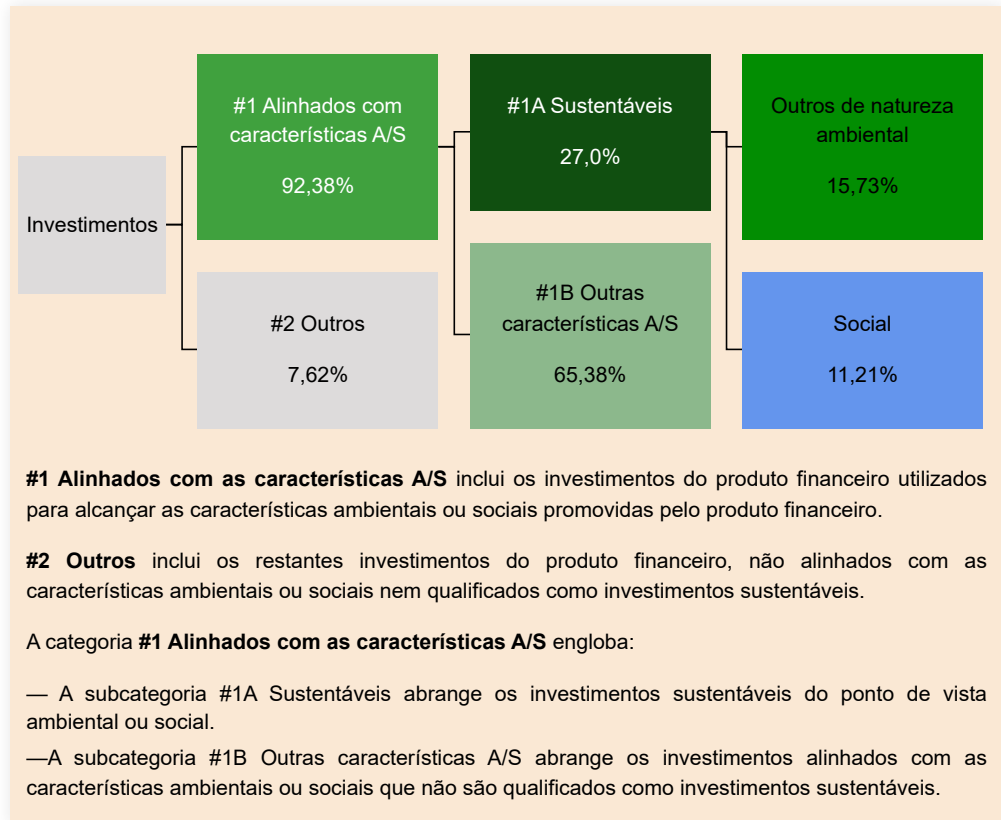 #1 Alinhados com
características A/S
92,38%
#1A Sustentáveis
27,0%
Outros de natureza
ambiental
15,73%
Investimentos
#2 Outros
7,62%
#1B Outras
características A/S
65,38%
Social
11,21%
#1 Alinhados com as características A/S inclui os investimentos do produto financeiro utilizados
para alcançar as características ambientais ou sociais promovidas pelo produto financeiro.
#2 Outros inclui os restantes investimentos do produto financeiro, não alinhados com as
características ambientais ou sociais nem qualificados como investimentos sustentáveis.
A categoria #1 Alinhados com as características A/S engloba:
— A subcategoria #1A Sustentáveis abrange os investimentos sustentáveis do ponto de vista
ambiental ou social.
—A subcategoria #1B Outras características A/S abrange os investimentos alinhados com as
características ambientais ou sociais que não são qualificados como investimentos sustentáveis.